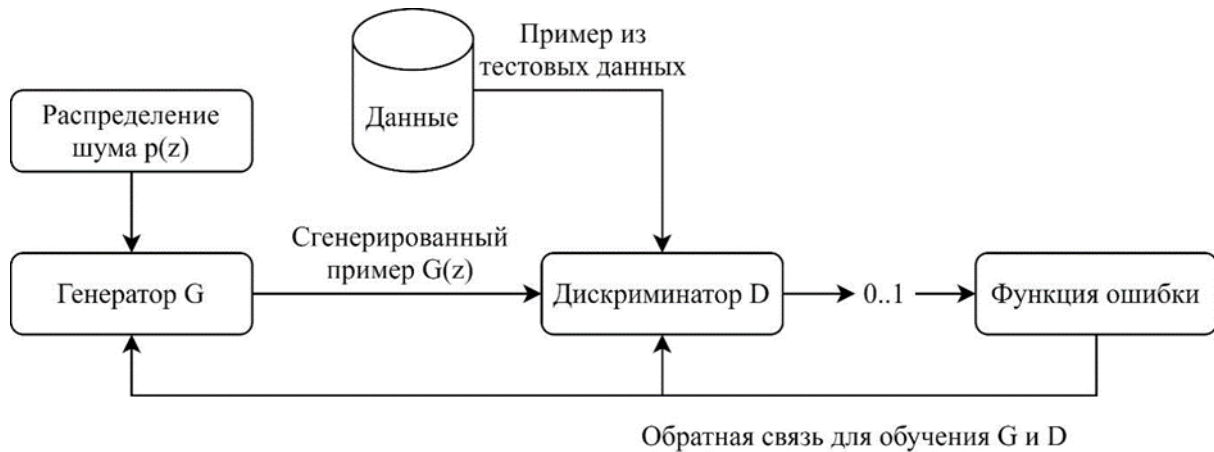 Пример из
тестовых данных
Данные
Распределение
шума p(z)
Сгенерированный
пример G(z)
Генератор G
Дискриминатор D
0..1
Функция ошибки
Обратная связь для обучения G и D